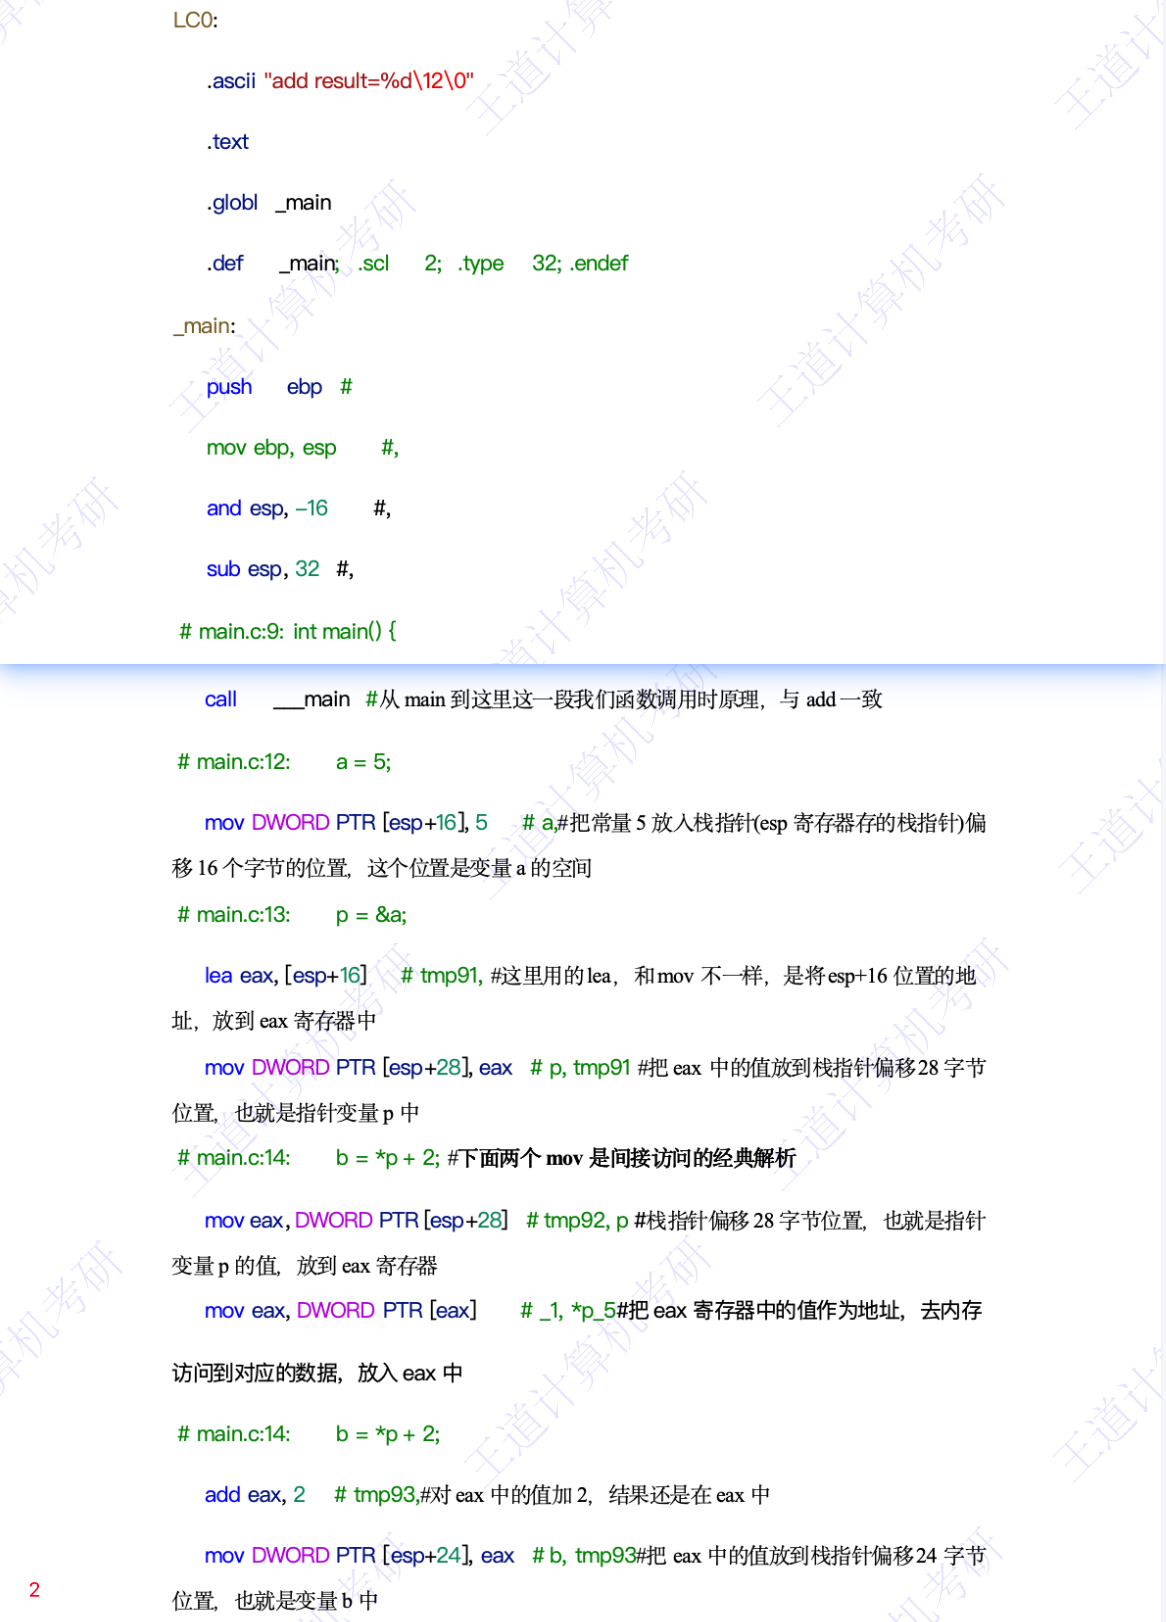 LC0:
.ascii "add result=%d\12\0"
.text
.globl _main
.def _main; .scl 2; .type 32; .endef
_main:
push ebp #
mov ebp, esp #,
and esp, -16 #,
sub esp, 32 #,
# main.c:9: int main() {
call ___main #从 main 到这里这一段我们函数调用时原理，与 add 一致
# main.c:12: a = 5;
mov DWORD PTR [esp+16], 5 # a,#把常量 5 放入栈指针(esp 寄存器存的栈指针)偏
移 16 个字节的位置，这个位置是变量 a 的空间
# main.c:13: p = &a;
lea eax, [esp+16] # tmp91, #这里用的 lea，和 mov 不一样，是将 esp+16 位置的地
址，放到 eax 寄存器中
mov DWORD PTR [esp+28], eax # p, tmp91 #把 eax 中的值放到栈指针偏移 28 字节
位置，也就是指针变量 p 中
# main.c:14: b = *p + 2; #下面两个 mov 是间接访问的经典解析
mov eax, DWORD PTR [esp+28] # tmp92, p #栈指针偏移 28 字节位置，也就是指针
变量 p 的值，放到 eax 寄存器
mov eax, DWORD PTR [eax] # _1, *p_5#把 eax 寄存器中的值作为地址，去内存
访问到对应的数据，放入 eax 中
# main.c:14: b = *p + 2;
add eax, 2 # tmp93,#对 eax 中的值加 2，结果还是在 eax 中
mov DWORD PTR [esp+24], eax # b, tmp93#把 eax 中的值放到栈指针偏移 24 字节
2
位置，也就是变量 b 中
王道计算机考研